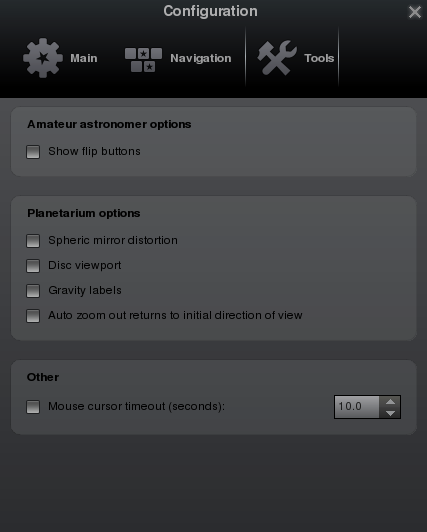 Configuration
Main
Navigation
Tools
Amateur astronomer options
Show flip buttons
Planetarium options
Spheric mirror distortion
Disc viewport
Gravity labels
Auto zoom out returns to initial direction of view
Other
Mouse cursor timeout (seconds): 10.0